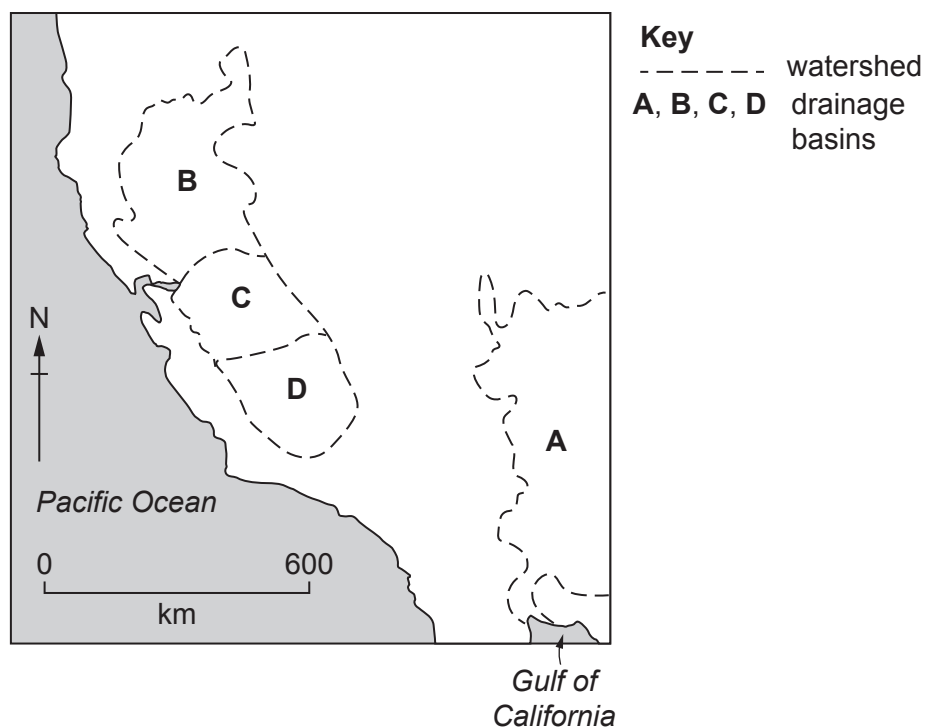 Key
watershed
A, B, C, D drainage
basins
B
C
N
D
A
Pacific Ocean
0 600
km
Gulf of
California